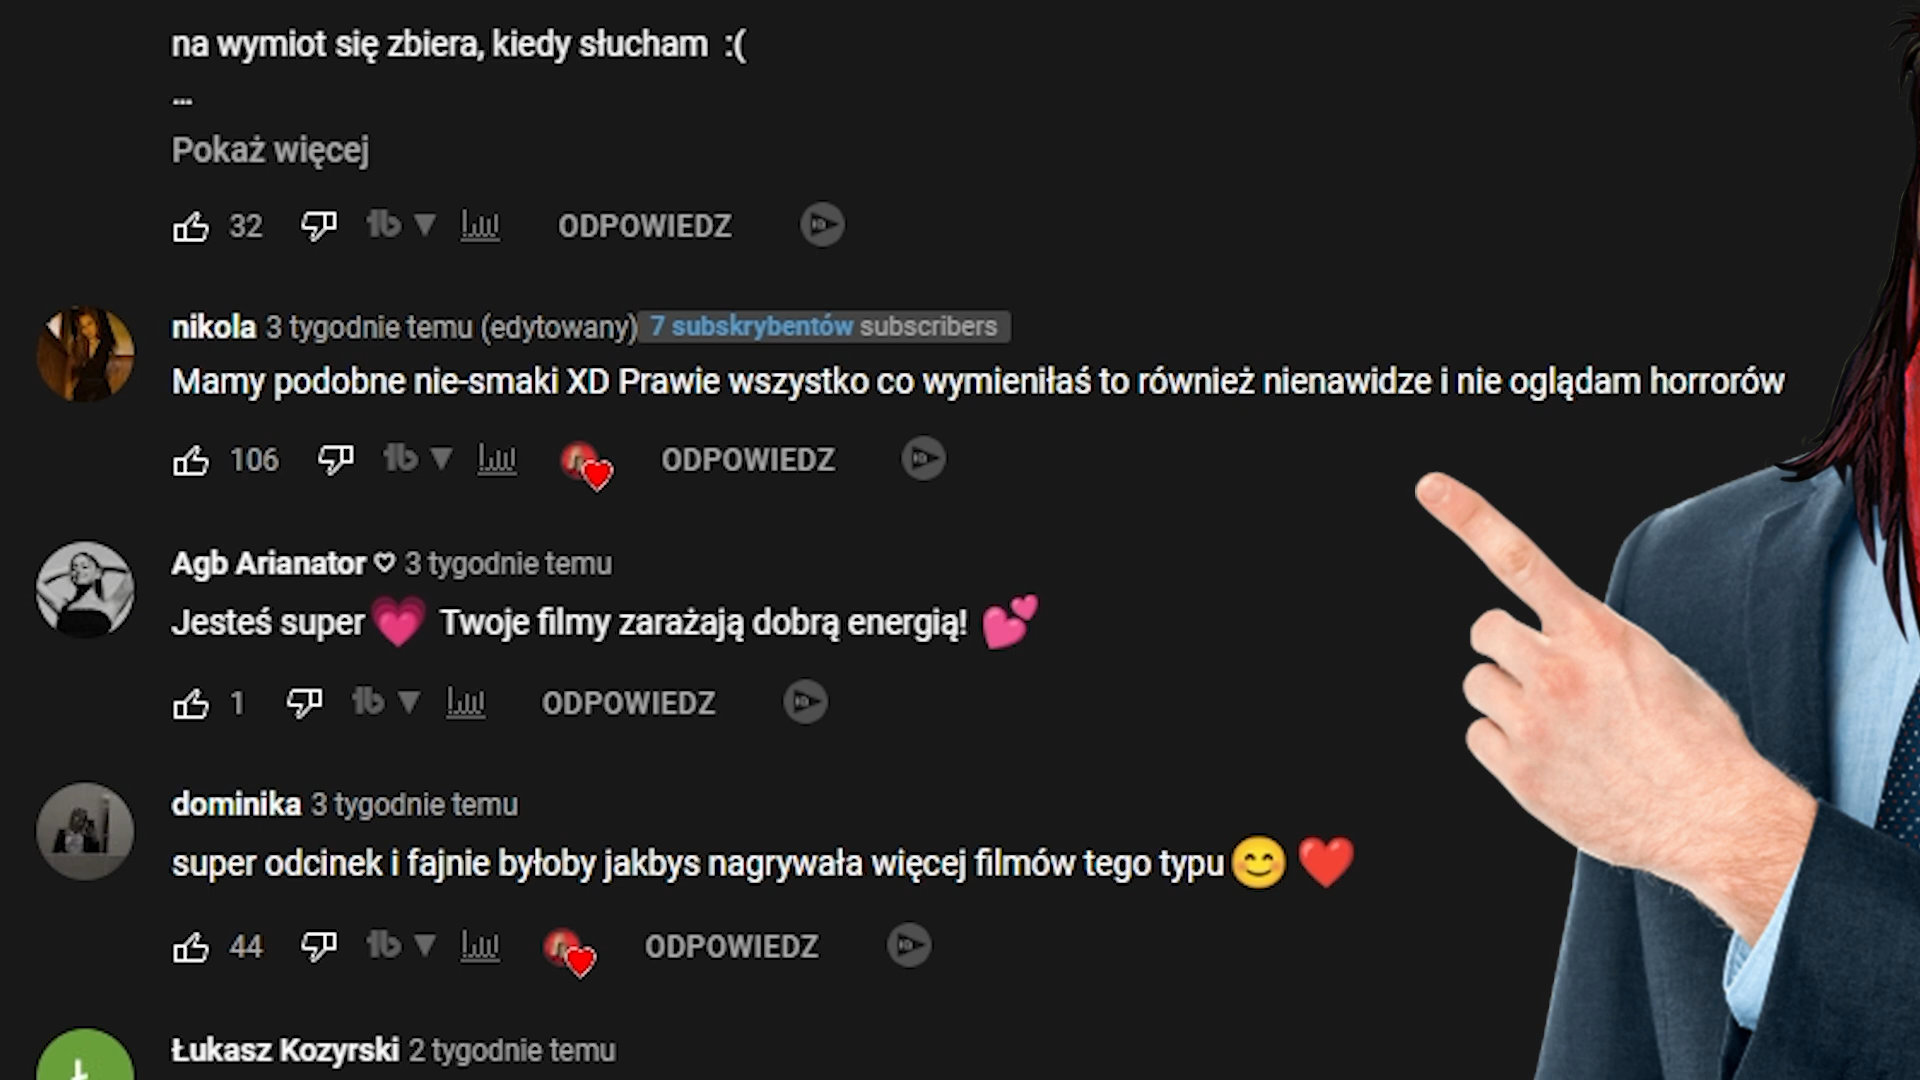 na wymiot się zbiera, kiedy słucham :(
...
Pokaż więcej
32 ODPOWIEDZ
nikola 3 tygodnie temu (edytowany) 7 subskrybentów subscribers
Mamy podobne nie-smaki XD Prawie wszystko co wymieniłaś to również nienawidze i nie oglądam horrorów
106 ODPOWIEDZ
Agb Arianator ♡ 3 tygodnie temu
Jesteś super 💗 Twoje filmy zarażają dobrą energią! 💕
1 ODPOWIEDZ
dominika 3 tygodnie temu
super odcinek i fajnie byłoby jakbys nagrywała więcej filmów tego typu 😊 ❤️
44 ODPOWIEDZ
Łukasz Kozyrski 2 tygodnie temu
Ł